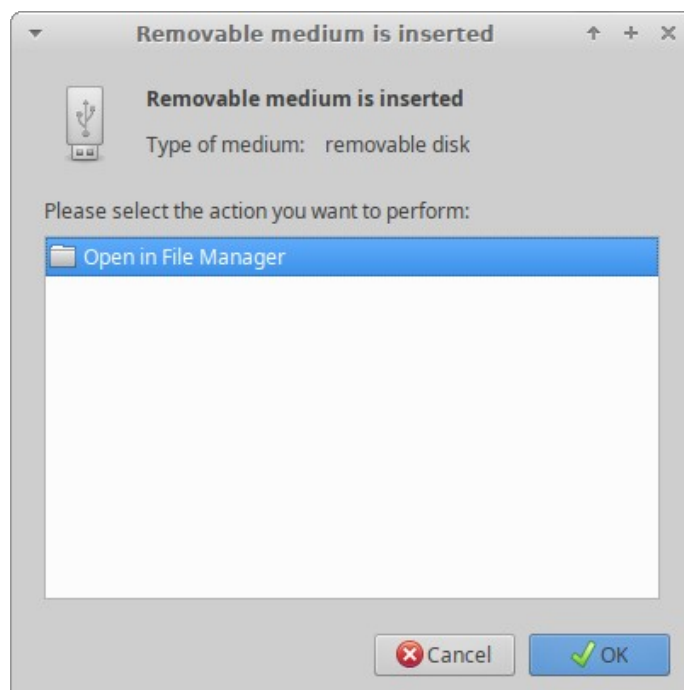 Removable medium is inserted
Removable medium is inserted
Type of medium: removable disk
Please select the action you want to perform:
Open in File Manager
Cancel OK